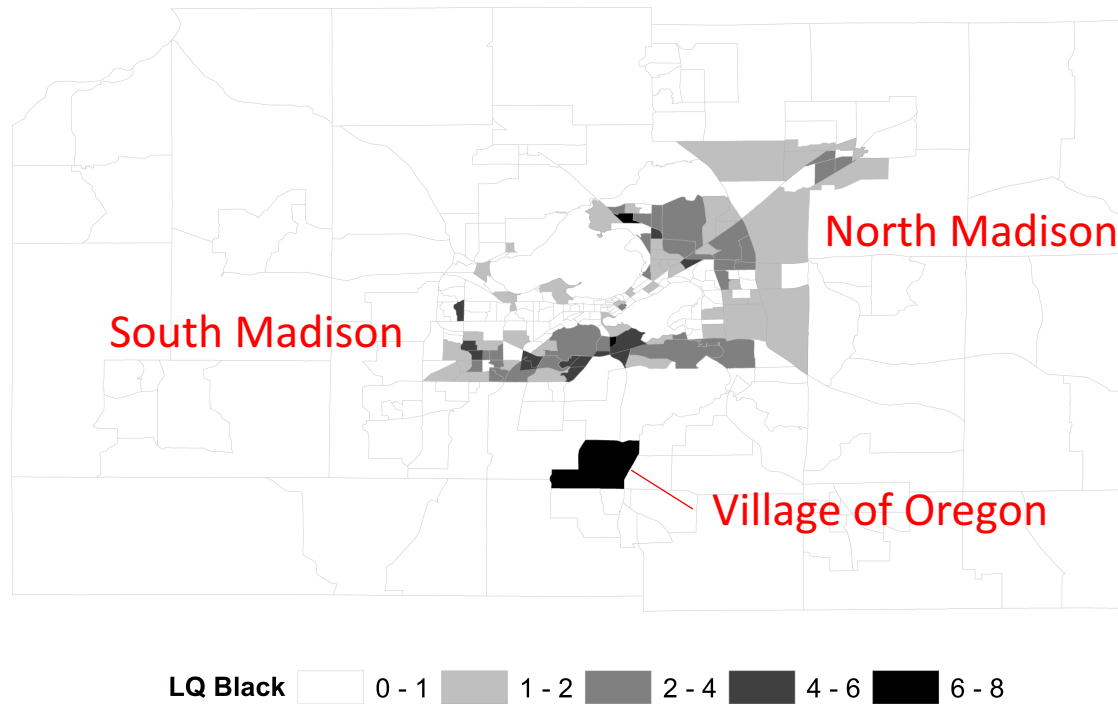 North Madison
South Madison
Village of Oregon
LQ Black 0 - 1 1 - 2 2 - 4 4 - 6 6 - 8